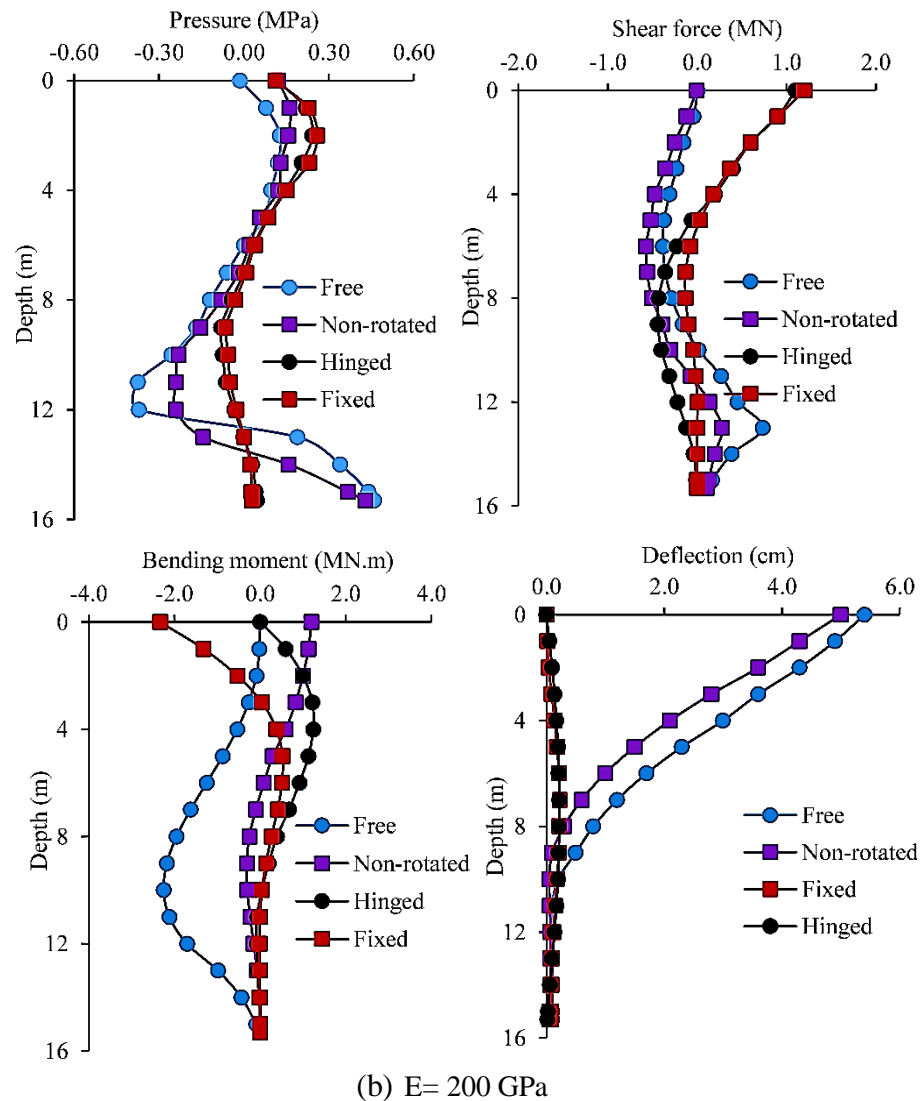 Pressure (MPa)
-0.60 -0.30 0.00 0.30 0.60
0
4
8
12
16
Depth (m)
Free
Non-rotated
Hinged
Fixed
Shear force (MN)
-2.0 -1.0 0.0 1.0 2.0
0
4
8
12
16
Depth (m)
Free
Non-rotated
Hinged
Fixed
Bending moment (MN.m)
-4.0 -2.0 0.0 2.0 4.0
0
4
8
12
16
Depth (m)
Free
Non-rotated
Hinged
Fixed
Deflection (cm)
0.0 2.0 4.0 6.0
0
4
8
12
16
Depth (m)
Free
Non-rotated
Fixed
Hinged
(b) E= 200 GPa